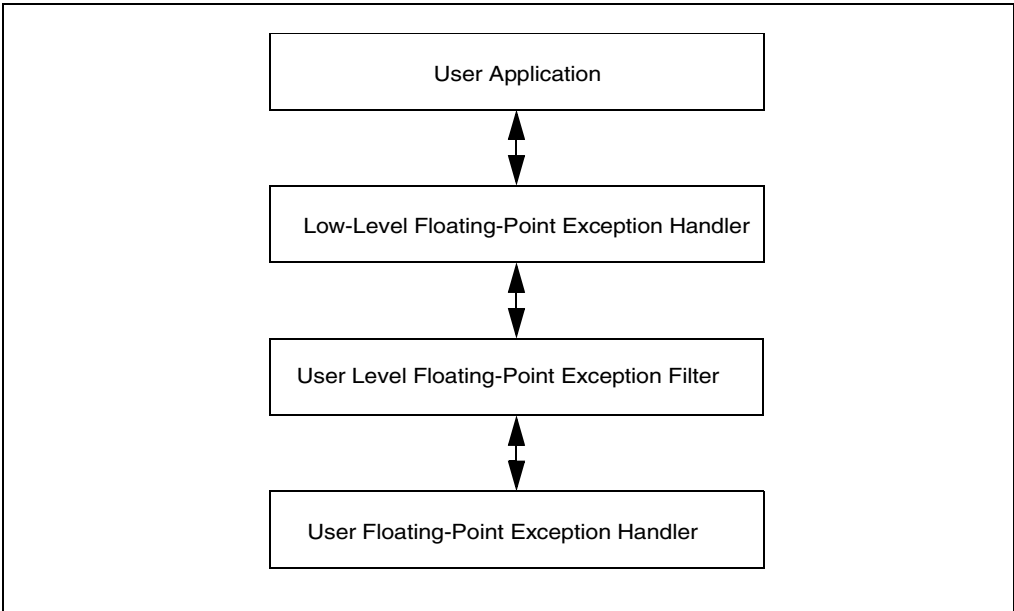 User Application
Low-Level Floating-Point Exception Handler
User Level Floating-Point Exception Filter
User Floating-Point Exception Handler